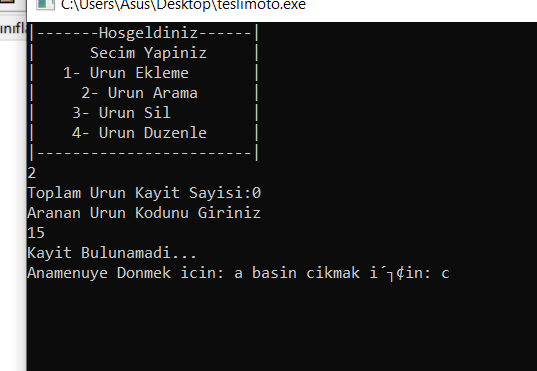 C:\Users\Asus\Desktop\teslimoto.exe
ınıfla
|-------Hosgeldiniz------|
| Secim Yapiniz |
| 1- Urun Ekleme |
| 2- Urun Arama |
| 3- Urun Sil |
| 4- Urun Duzenle |
|------------------------|
2
Toplam Urun Kayit Sayisi:0
Aranan Urun Kodunu Giriniz
15
Kayit Bulunamadi...
Anamenuye Donmek icin: a basin cikmak i´┐¢in: c